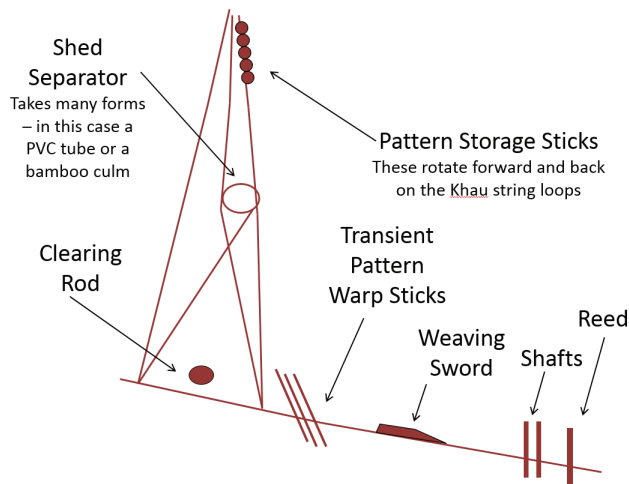 Shed
Separator
Takes many forms
– in this case a
PVC tube or a
bamboo culm
Pattern Storage Sticks
These rotate forward and back
on the Khau string loops
Clearing
Rod
Transient
Pattern
Warp Sticks
Weaving
Sword
Shafts
Reed